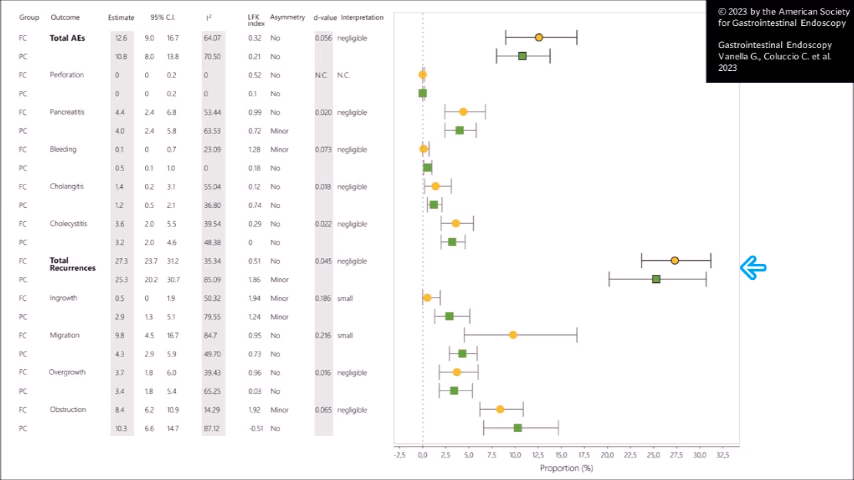 Group Outcome Estimate 95% C.I. I² LFK index Asymmetry d-value Interpretation
FC Total AEs 12.6 9.0 16.7 64.07 0.32 No 0.056 negligible
PC 10.8 8.0 13.8 70.50 0.21 No
FC Perforation 0 0 0.2 0 0.52 No N.C. N.C.
PC 0 0 0.2 0 0.1 No
FC Pancreatitis 4.4 2.4 6.8 53.44 0.99 No 0.020 negligible
PC 4.0 2.4 5.8 63.53 0.72 Minor
FC Bleeding 0.1 0 0.7 23.09 1.28 Minor 0.073 negligible
PC 0.5 0.1 1.0 0 0.18 No
FC Cholangitis 1.4 0.2 3.1 55.04 0.12 No 0.018 negligible
PC 1.2 0.5 2.1 36.80 0.74 No
FC Cholecystitis 3.6 2.0 5.5 39.54 0.29 No 0.022 negligible
PC 3.2 2.0 4.6 48.38 0 No
FC Total Recurrences 27.3 23.7 31.2 35.34 0.51 No 0.045 negligible
PC 25.3 20.2 30.7 85.09 1.86 Minor
FC Ingrowth 0.5 0 1.9 50.32 1.94 Minor 0.186 small
PC 2.9 1.3 5.1 79.55 1.24 Minor
FC Migration 9.8 4.5 16.7 84.7 0.95 No 0.216 small
PC 4.3 2.9 5.9 49.70 0.73 No
FC Overgrowth 3.7 1.8 6.0 39.43 0.96 No 0.016 negligible
PC 3.4 1.8 5.4 65.25 0.03 No
FC Obstruction 8.4 6.2 10.9 14.29 1.92 Minor 0.065 negligible
PC 10.3 6.6 14.7 87.12 -0.51 No
-2,5 0,0 2,5 5,0 7,5 10,0 12,5 15,0 17,5 20,0 22,5 25,0 27,5 30,0 32,5
Proportion (%)
© 2023 by the American Society
for Gastrointestinal Endoscopy
Gastrointestinal Endoscopy
Vanella G., Coluccio C. et al.
2023